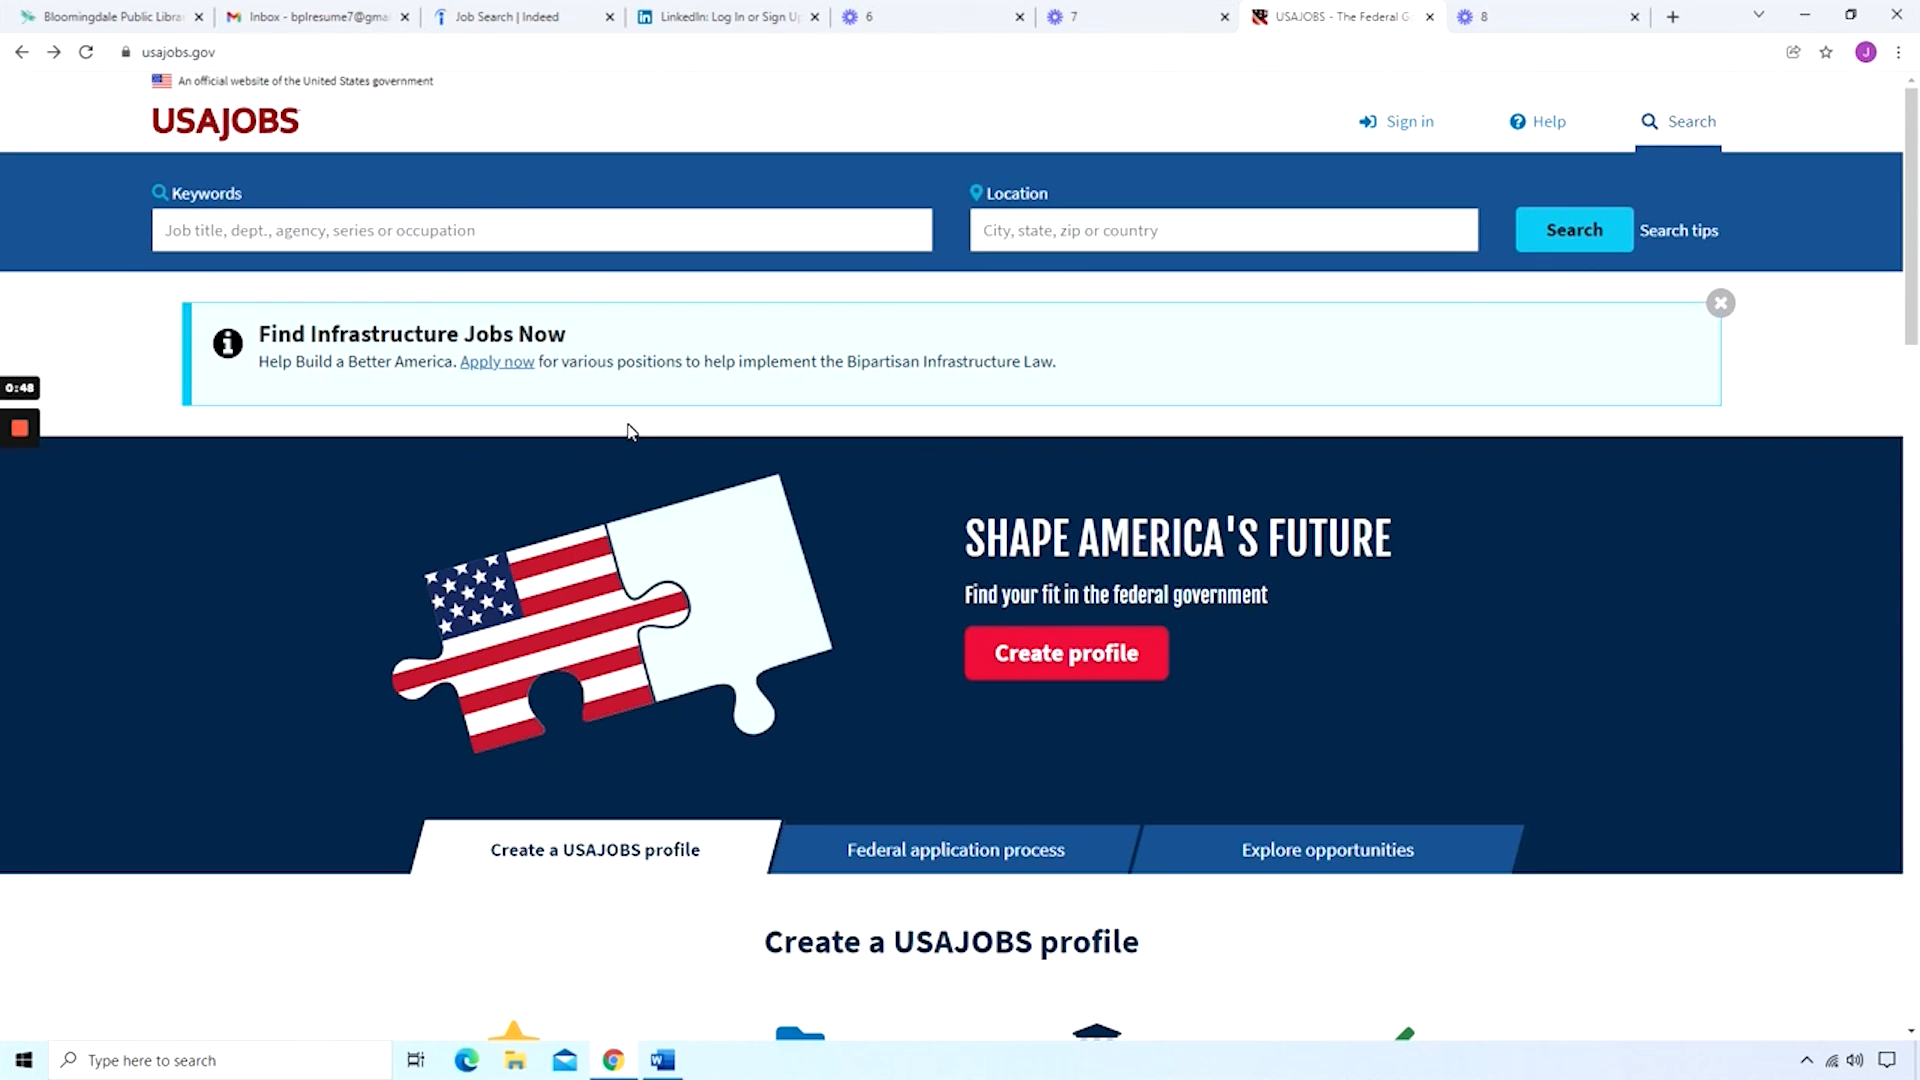 Bloomingdale Public Libra
Inbox - bplresume7@gma
Job Search | Indeed
LinkedIn: Log In or Sign U
6
7
USAJOBS - The Federal G
8
usajobs.gov
J
An official website of the United States government
USAJOBS
Sign in
Help
Search
Keywords
Location
Job title, dept., agency, series or occupation
City, state, zip or country
Search
Search tips
Find Infrastructure Jobs Now
Help Build a Better America. Apply now for various positions to help implement the Bipartisan Infrastructure Law.
0:48
SHAPE AMERICA'S FUTURE
Find your fit in the federal government
Create profile
Create a USAJOBS profile
Federal application process
Explore opportunities
Create a USAJOBS profile
Type here to search